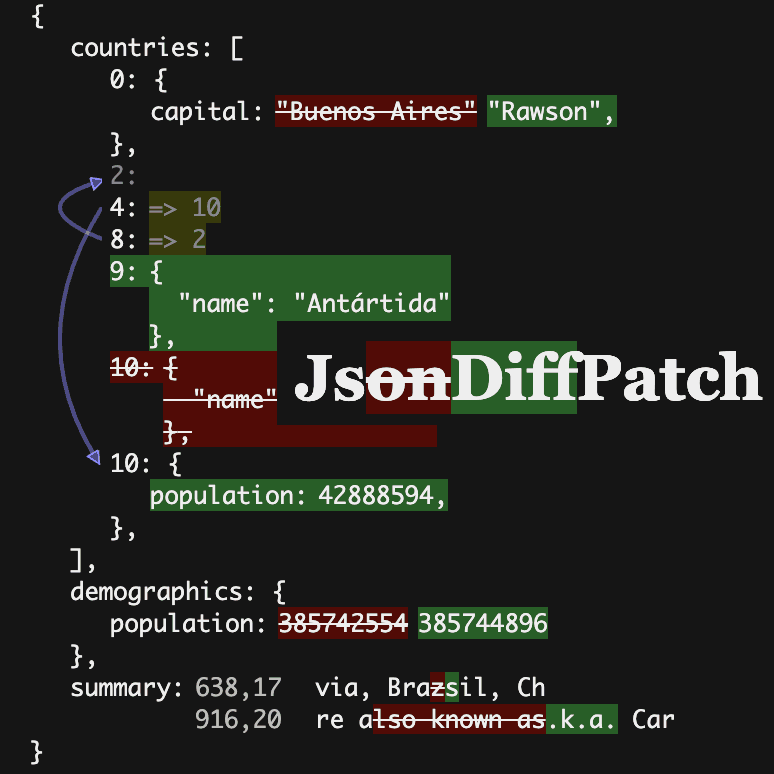 {
countries: [
0: {
capital: "Buenos Aires" "Rawson",
},
2:
4: => 10
8: => 2
9: {
"name": "Antártida"
},
10: {
"name"
},
JsonDiffPatch
10: {
population: 42888594,
},
],
demographics: {
population: 385742554 385744896
},
summary: 638,17 via, Brazsil, Ch
916,20 re also known as.k.a. Car
}